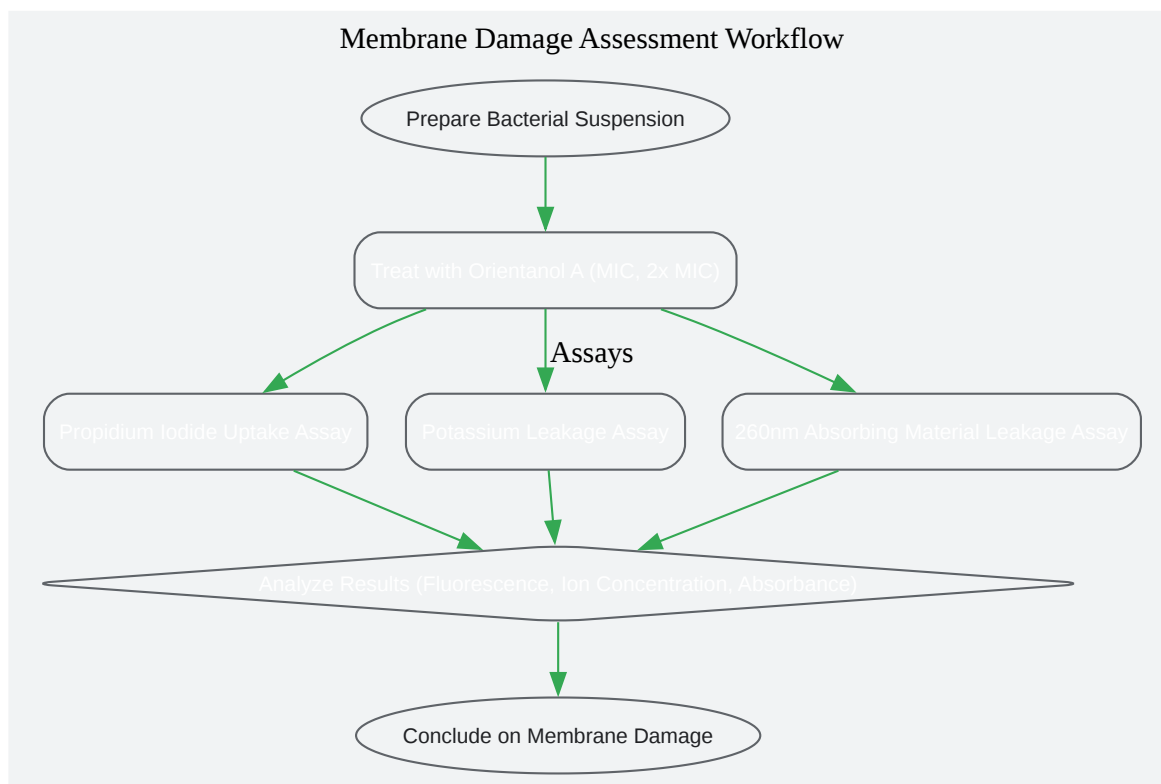 Membrane Damage Assessment Workflow
Prepare Bacterial Suspension
Treat with Orientanol A (MIC, 2x MIC)
Assays
Propidium Iodide Uptake Assay
Potassium Leakage Assay
260nm Absorbing Material Leakage Assay
Analyze Results (Fluorescence, Ion Concentration, Absorbance)
Conclude on Membrane Damage